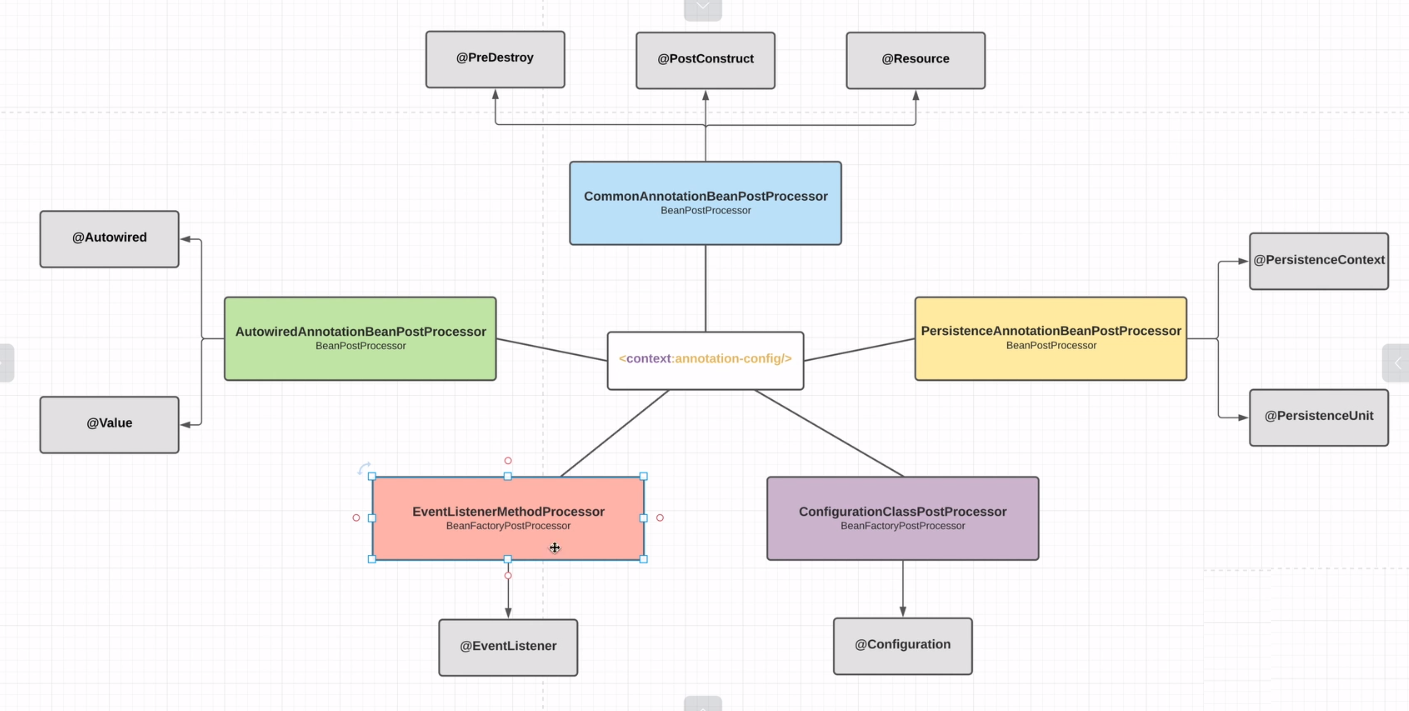 @PreDestroy
@PostConstruct
@Resource
CommonAnnotationBeanPostProcessor
BeanPostProcessor
@Autowired
@Value
AutowiredAnnotationBeanPostProcessor
BeanPostProcessor
<context:annotation-config/>
PersistenceAnnotationBeanPostProcessor
BeanPostProcessor
@PersistenceContext
@PersistenceUnit
EventListenerMethodProcessor
BeanFactoryPostProcessor
ConfigurationClassPostProcessor
BeanFactoryPostProcessor
@EventListener
@Configuration